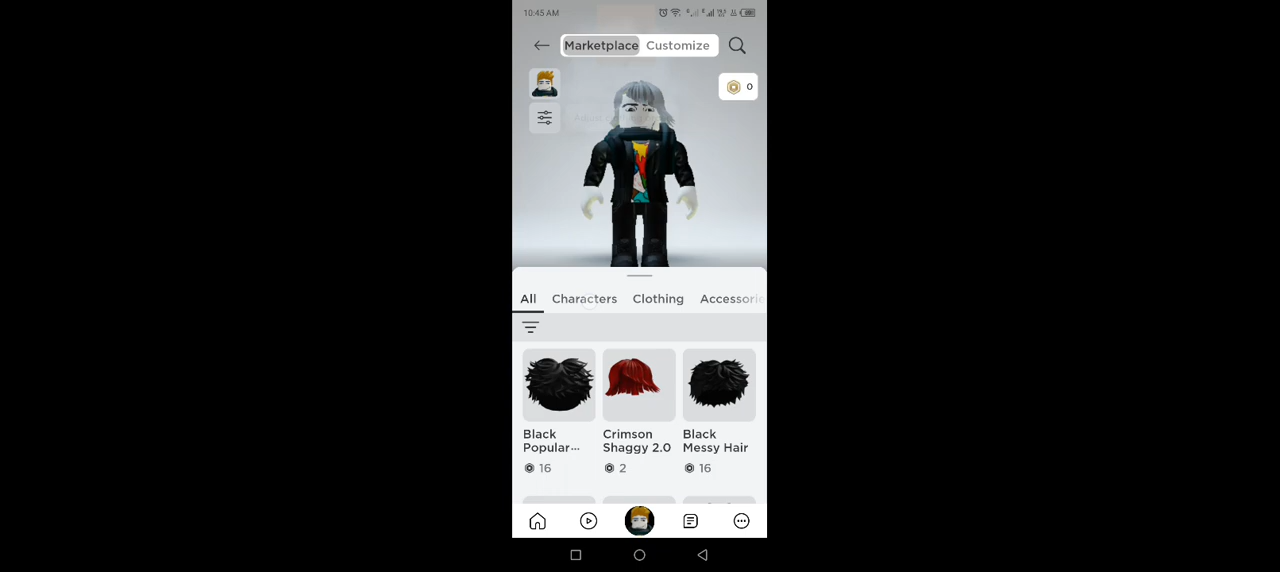 10:45 AM
Marketplace Customize
0
All Characters Clothing Accessorie
Black
Popular...
16
Crimson
Shaggy 2.0
2
Black
Messy Hair
16